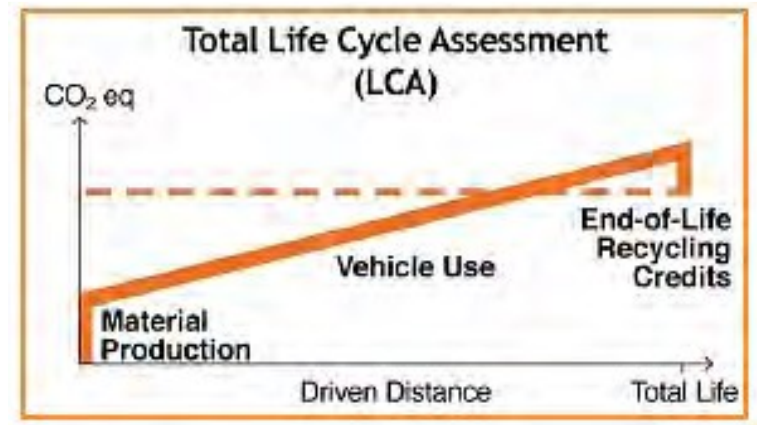 Total Life Cycle Assessment
(LCA)
CO₂ eq
End-of-Life
Recycling
Credits
Vehicle Use
Material
Production
Driven Distance
Total Life